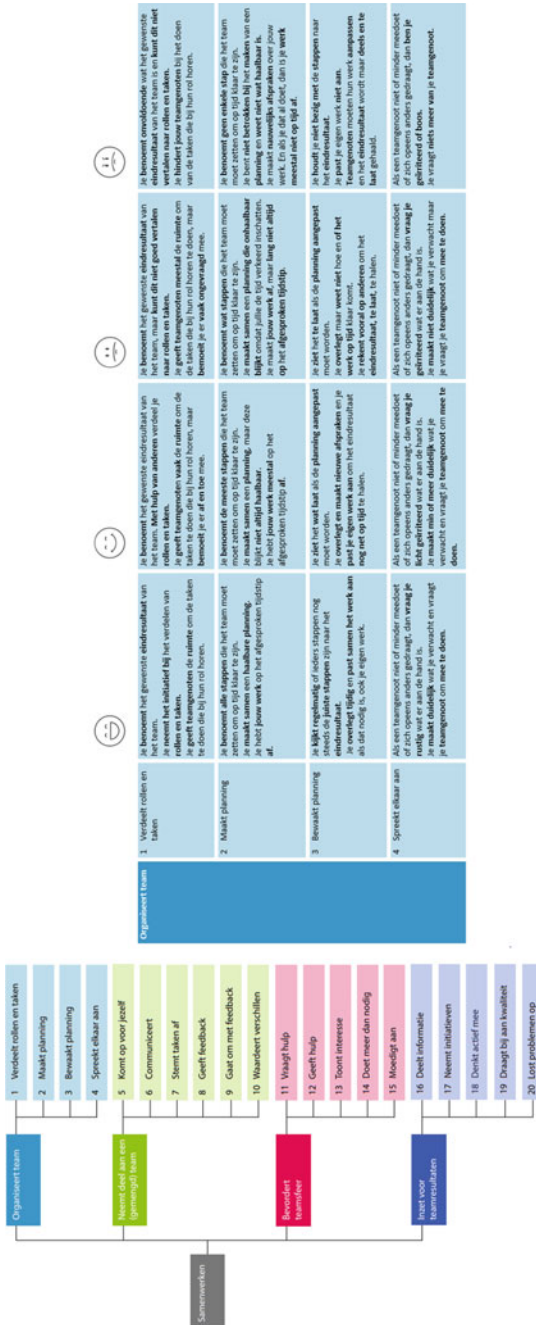 Samenwerken
Organiseert team
1 Verdeelt rollen en taken
2 Maakt planning
3 Bewaakt planning
4 Spreekt elkaar aan
Neemt deel aan een
(gemengst) team
5 Komt op voor jezelf
6 Communiceert
7 Stemt taken af
8 Geeft feedback
9 Gaat om met feedback
10 Waardeert verschillen
Bevordert
teamsfeer
11 Vraagt hulp
12 Geeft hulp
13 Toont interesse
14 Doet meer dan nodig
15 Moedigt aan
Inzet voor
teamresultaten
16 Deelt informatie
17 Neemt initiatieven
18 Denkt actief mee
19 Draagt bij aan kwaliteit
20 Lost problemen op
Organiseert team
1 Verdeelt rollen en
taken
Je benoemt het gewenste eindresultaat van
het team.
Je neemt het initiatief bij het verdelen van
rollen en taken.
Je geeft teamgenoten de ruimte om de taken
te doen die bij hun rol horen.
Je benoemt het gewenste eindresultaat van
het team. Met hulp van anderen verdeel je
rollen en taken.
Je geeft teamgenoten vaak de ruimte om de
taken te doen die bij hun rol horen, maar
bemoeit je er af en toe mee.
Je benoemt het gewenste eindresultaat van
het team, maar kunt dit niet goed vertalen
naar rollen en taken.
Je geeft teamgenoten meestal de ruimte om
de taken die bij hun rol horen te doen, maar
bemoeit je er vaak ongevraagd mee.
Je benoemt onvoldoende wat het gewenste
eindresultaat van het team is en kunt dit niet
vertalen naar rollen en taken.
Je hindert jouw teamgenoten bij het doen
van de taken die bij hun rol horen.
2 Maakt planning
Je benoemt alle stappen die het team moet
zetten om op tijd klaar te zijn.
Je maakt samen een haalbare planning.
Je hebt jouw werk op het afgesproken tijdstip
af.
Je benoemt de meeste stappen die het team
moet zetten om op tijd klaar te zijn.
Je maakt samen een planning, maar deze
blijkt niet altijd haalbaar.
Je hebt jouw werk meestal op het
afgesproken tijdstip af.
Je benoemt wat stappen die het team moet
zetten om op tijd klaar te zijn.
Je maakt samen een planning die onhaalbaar
blijkt omdat jullie de tijd verkeerd inschatten.
Je maakt jouw werk af, maar lang niet altijd
op het afgesproken tijdstip.
Je benoemt geen enkele stap die het team
moet zetten om op tijd klaar te zijn.
Je bent niet betrokken bij het maken van een
planning en weet niet wat haalbaar is.
Je maakt nauwelijks afspraken over jouw
werk. En als je dat al doet, dan is je werk
meestal niet op tijd af.
3 Bewaakt planning
Je kijkt regelmatig of ieders stappen nog
steeds de juiste stappen zijn naar het
eindresultaat.
Je overlegt tijdig en past samen het werk aan
als dat nodig is, ook je eigen werk.
Je ziet het wat laat als de planning aangepast
moet worden.
Je overlegt en maakt nieuwe afspraken en je
past je eigen werk aan om het eindresultaat
nog net op tijd te halen.
Je ziet het te laat als de planning aangepast
moet worden.
Je overlegt maar weet niet hoe en of het
werk op tijd klaar komt.
Je rekent vooral op anderen om het
eindresultaat, te laat, te halen.
Je houdt je niet bezig met de stappen naar
het eindresultaat.
Je past je eigen werk niet aan.
Teamgenoten moeten hun werk aanpassen
en het eindresultaat wordt maar deels en te
laat gehaald.
4 Spreekt elkaar aan
Als een teamgenoot niet of minder meedoet
of zich opeens anders gedraagt, dan vraag je
rustig wat er aan de hand is.
Je maakt duidelijk wat je verwacht en vraagt
je teamgenoot om mee te doen.
Als een teamgenoot niet of minder meedoet
of zich opeens anders gedraagt, dan vraag je
licht geïrriteerd wat er aan de hand is.
Je maakt min of meer duidelijk wat je
verwacht en vraagt je teamgenoot om mee te
doen.
Als een teamgenoot niet of minder meedoet
of zich opeens anders gedraagt, dan vraag je
geïrriteerd wat er aan de hand is.
Je maakt niet duidelijk wat je verwacht maar
je vraagt je teamgenoot om mee te doen.
Als een teamgenoot niet of minder meedoet
of zich opeens anders gedraagt, dan ben je
geïrriteerd of boos.
Je vraagt niets meer van je teamgenoot.